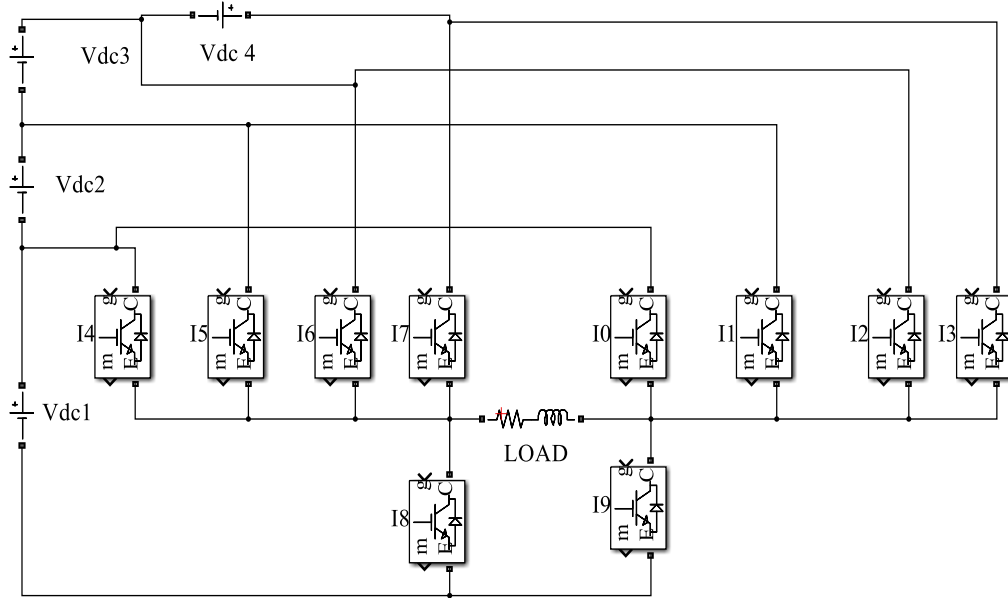 Vdc3
Vdc 4
Vdc2
g C
I4
m E
g C
I5
m E
g C
I6
m E
g C
I7
m E
g C
I0
m E
g C
I1
m E
g C
I2
m E
g C
I3
m E
Vdc1
LOAD
g C
I8
m E
g C
I9
m E